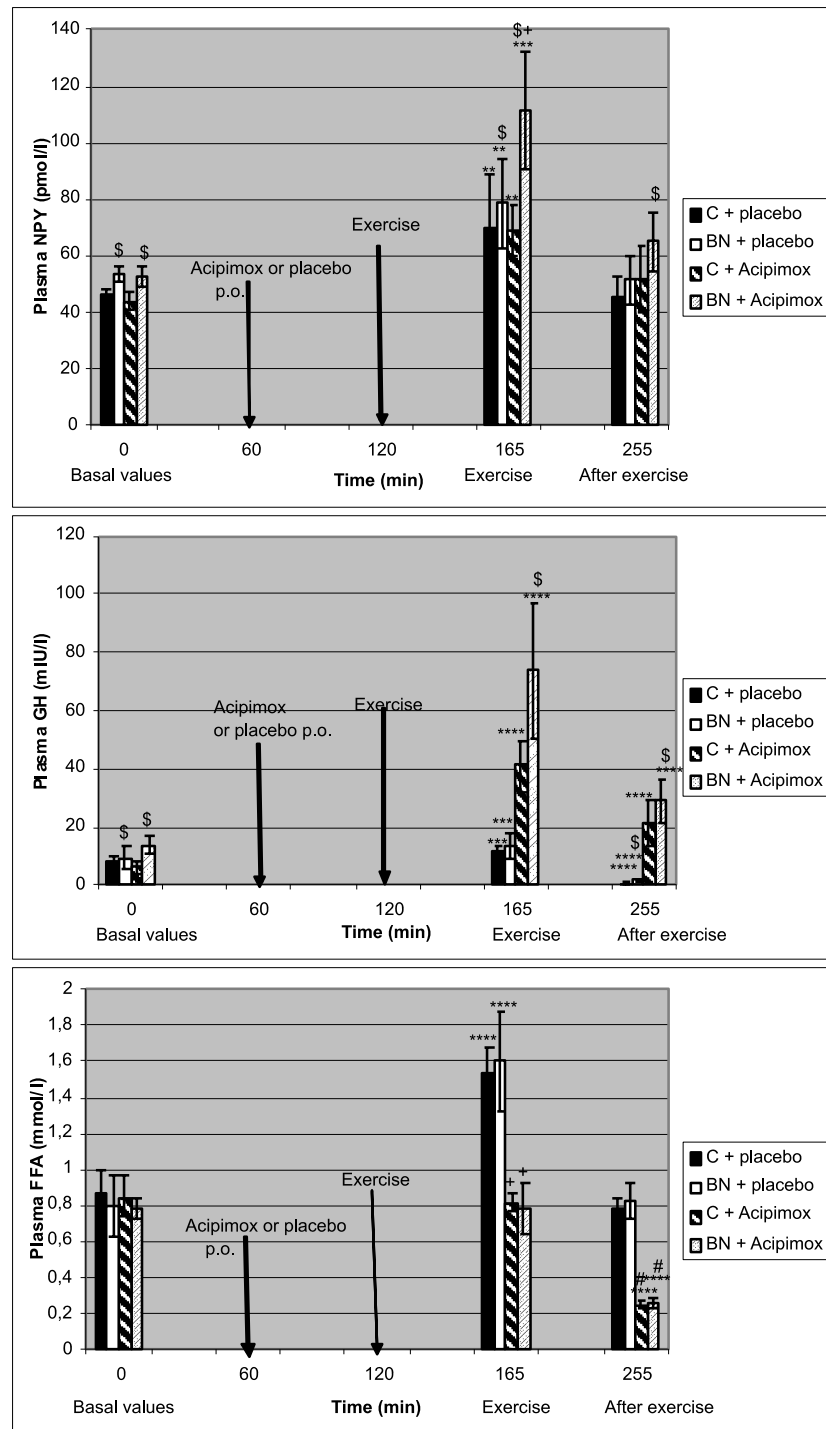 140
120
100
80
60
40
20
0
Plasma NPY (pmol/l)
$ $
Acipimox or placebo
p.o.
Exercise
**
$
**
**
$+
***
$
0 60 120 165 255
Basal values Time (min) Exercise After exercise
C + placebo
BN + placebo
C + Acipimox
BN + Acipimox
120
100
80
60
40
20
0
Plasma GH (mIU/l)
$ $
Acipimox
or placebo p.o.
Exercise
***
***
****
$
****
****
$
****
****
$
****
0 60 120 165 255
Basal values Time (min) Exercise After exercise
C + placebo
BN + placebo
C + Acipimox
BN + Acipimox
2
1,8
1,6
1,4
1,2
1
0,8
0,6
0,4
0,2
0
Plasma FFA (mmol/l)
Acipimox or placebo
p.o.
Exercise
****
****
+ +
#
****
#
****
0 60 120 165 255
Basal values Time (min) Exercise After exercise
C + placebo
BN + placebo
C + Acipimox
BN + Acipimox